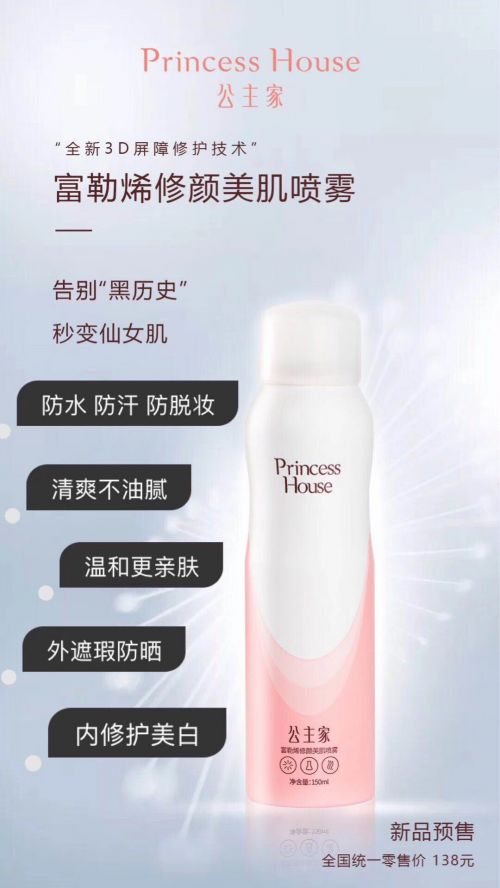 Princess House
公主家
“全新3D屏障修护技术”
富勒烯修颜美肌喷雾
告别“黑历史”
秒变仙女肌
防水 防汗 防脱妆
清爽不油腻
温和更亲肤
外遮瑕防晒
内修护美白
Princess
House
公主家
富勒烯修颜美肌喷雾
净含量:150ml
新品预售
全国统一零售价 138元